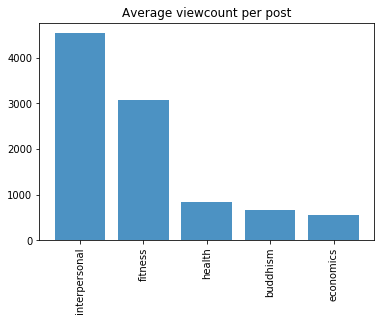 Average viewcount per post
4000
3000
2000
1000
0
interpersonal
fitness
health
buddhism
economics